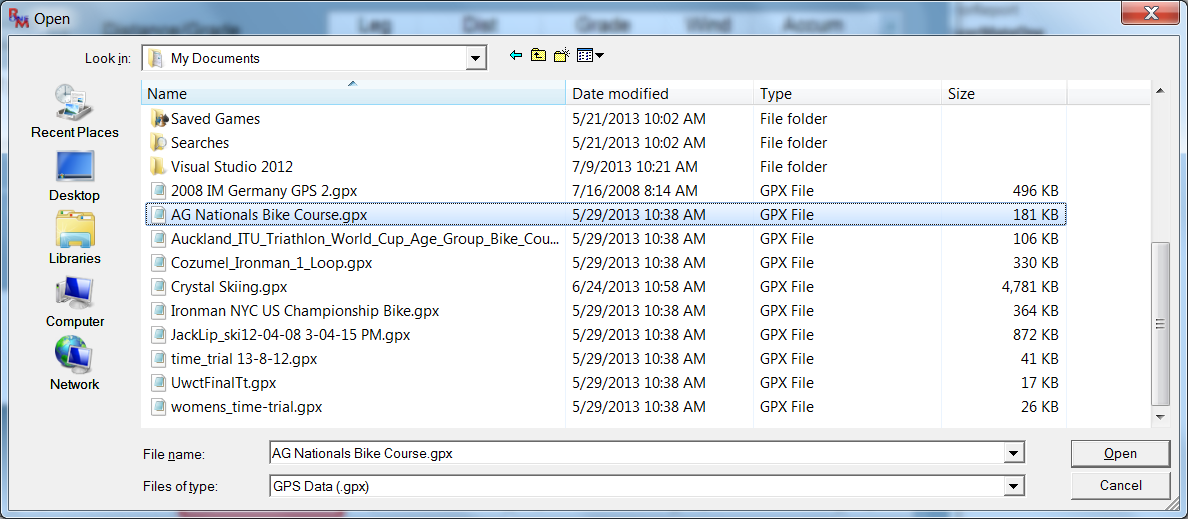 BM Open
Distance/Grade Leg Dist Grade Wind Accum
Look in: My Documents
Name Date modified Type Size
Saved Games 5/21/2013 10:02 AM File folder
Searches 5/21/2013 10:02 AM File folder
Visual Studio 2012 7/9/2013 10:21 AM File folder
2008 IM Germany GPS 2.gpx 7/16/2008 8:14 AM GPX File 496 KB
AG Nationals Bike Course.gpx 5/29/2013 10:38 AM GPX File 181 KB
Auckland_ITU_Triathlon_World_Cup_Age_Group_Bike_Cou... 5/29/2013 10:38 AM GPX File 106 KB
Cozumel_Ironman_1_Loop.gpx 5/29/2013 10:38 AM GPX File 330 KB
Crystal Skiing.gpx 6/24/2013 10:58 AM GPX File 4,781 KB
Ironman NYC US Championship Bike.gpx 5/29/2013 10:38 AM GPX File 364 KB
JackLip_ski12-04-08 3-04-15 PM.gpx 5/29/2013 10:38 AM GPX File 872 KB
time_trial 13-8-12.gpx 5/29/2013 10:38 AM GPX File 41 KB
UwctFinalTt.gpx 5/29/2013 10:38 AM GPX File 17 KB
womens_time-trial.gpx 5/29/2013 10:38 AM GPX File 26 KB
Recent Places
Desktop
Libraries
Computer
Network
File name: AG Nationals Bike Course.gpx Open
Files of type: GPS Data (.gpx) Cancel